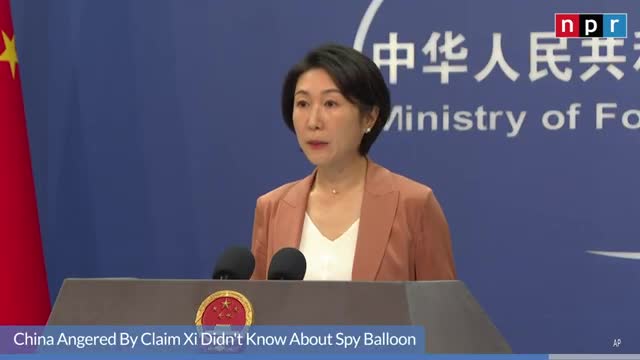 npr
中华人民共和
Ministry of Fo
China Angered By Claim Xi Didn't Know About Spy Balloon
AP